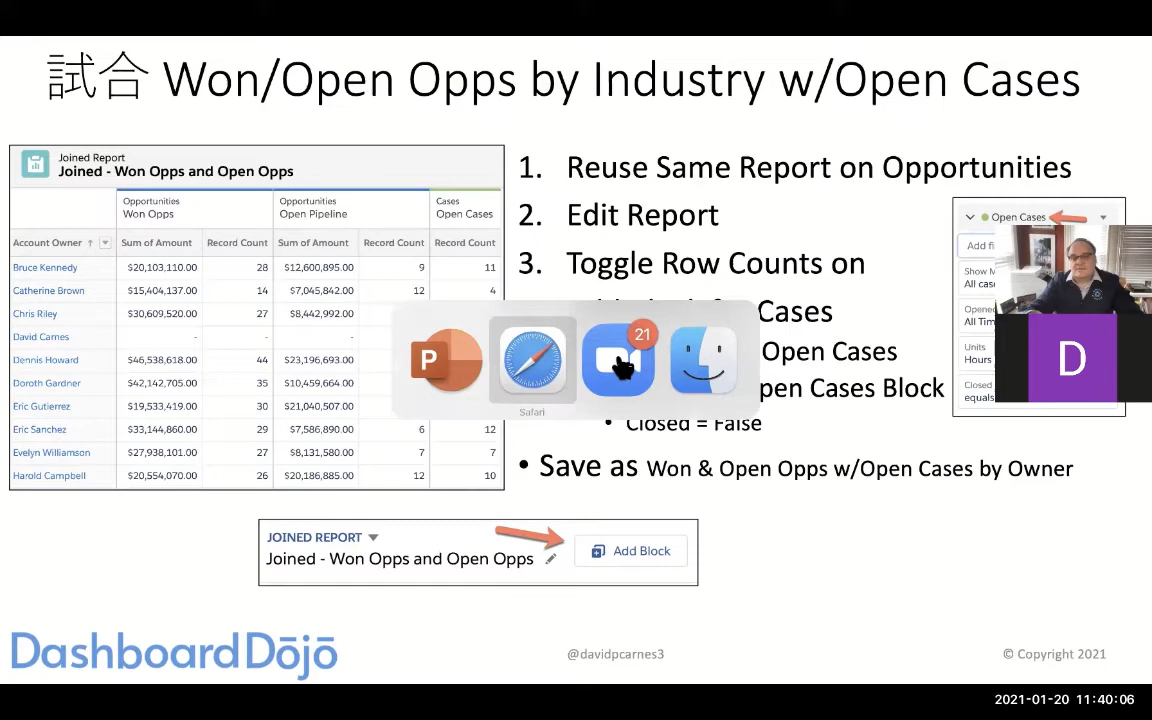 試合 Won/Open Opps by Industry w/Open Cases
Joined Report
Joined - Won Opps and Open Opps
Opportunities Opportunities Cases
Won Opps Open Pipeline Open Cases
Account Owner ↑ Sum of Amount Record Count Sum of Amount Record Count Record Count
Bruce Kennedy $20,103,110.00 28 $12,600,895.00 9 11
Catherine Brown $15,404,137.00 14 $7,045,842.00 12 4
Chris Riley $30,609,520.00 27 $8,442,992.00
David Carnes - - -
Dennis Howard $46,538,618.00 44 $23,196,693.00
Doroth Gardner $42,142,705.00 35 $10,459,664.00
Eric Gutierrez $19,533,419.00 30 $21,040,507.00
Eric Sanchez $33,144,860.00 29 $7,586,890.00 6 12
Evelyn Williamson $27,938,101.00 27 $8,131,580.00 7 7
Harold Campbell $20,554,070.00 26 $20,186,885.00 12 10
1. Reuse Same Report on Opportunities
2. Edit Report
3. Toggle Row Counts on
Cases
Open Cases
Cases Block
• Closed = False
• Save as Won & Open Opps w/Open Cases by Owner
Open Cases
Add
Show
All
Opened
All
Units
Hours
Closed
equals
D
P
21
Safari
JOINED REPORT
Joined - Won Opps and Open Opps
Add Block
DashboardDōjō
@davidpcarnes3
© Copyright 2021
2021-01-20 11:40:06